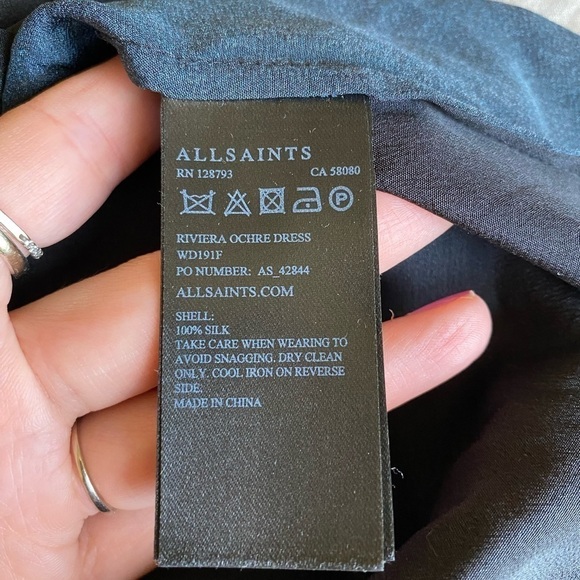 ALLSAINTS
RN 128793 CA 58080
P
RIVIERA OCHRE DRESS
WD191F
PO NUMBER: AS_42844
ALLSAINTS.COM
SHELL:
100% SILK
TAKE CARE WHEN WEARING TO
AVOID SNAGGING. DRY CLEAN
ONLY. COOL IRON ON REVERSE
SIDE.
MADE IN CHINA